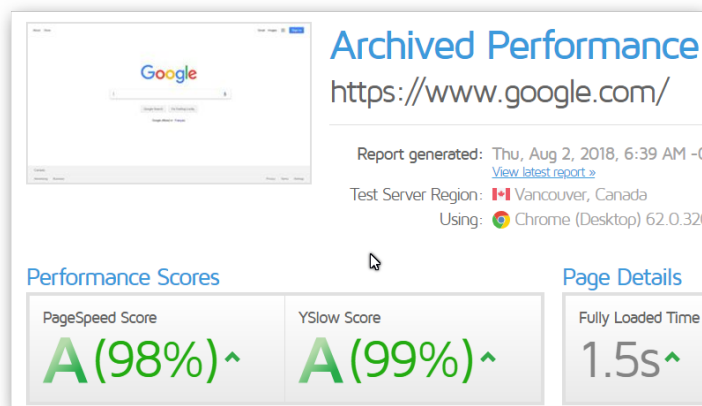 Google
Archived Performance
https://www.google.com/
Report generated: Thu, Aug 2, 2018, 6:39 AM -0
View latest report »
Test Server Region: Vancouver, Canada
Using: Chrome (Desktop) 62.0.320
Performance Scores
Page Details
PageSpeed Score
YSlow Score
Fully Loaded Time
A (98%)
A (99%)
1.5s